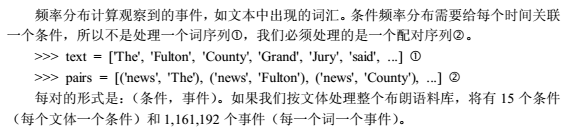 频率分布计算观察到的事件，如文本中出现的词汇。条件频率分布需要给每个时间关联
一个条件，所以不是处理一个词序列①，我们必须处理的是一个配对序列②。
>>> text = ['The', 'Fulton', 'County', 'Grand', 'Jury', 'said', ...] ①
>>> pairs = [('news', 'The'), ('news', 'Fulton'), ('news', 'County'), ...] ②
每对的形式是：（条件，事件）。如果我们按文体处理整个布朗语料库，将有 15 个条件
（每个文体一个条件）和 1,161,192 个事件（每一个词一个事件）。